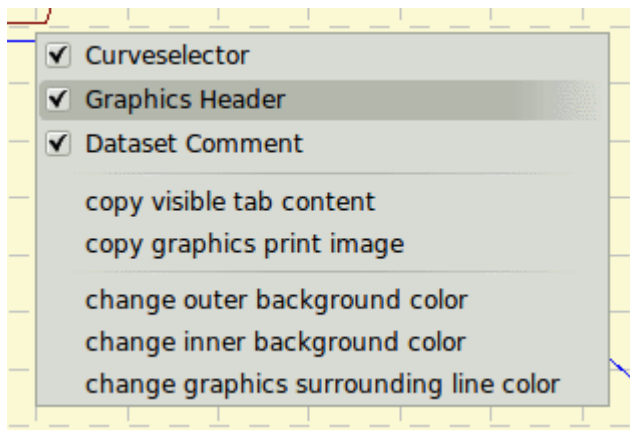 Curveselector
Graphics Header
Dataset Comment
copy visible tab content
copy graphics print image
change outer background color
change inner background color
change graphics surrounding line color